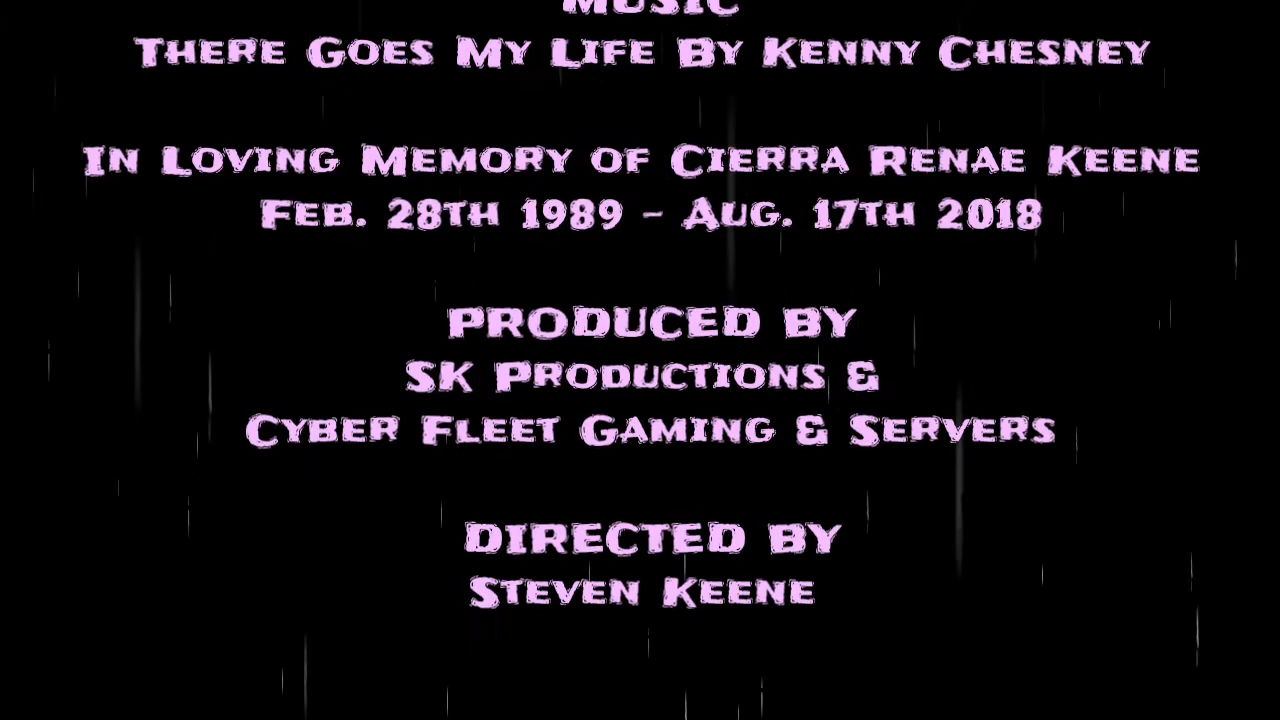 Music
There Goes My Life By Kenny Chesney
In Loving Memory of Cierra Renae Keene
Feb. 28th 1989 - Aug. 17th 2018
Produced by
SK Productions &
Cyber Fleet Gaming & Servers
Directed by
Steven Keene